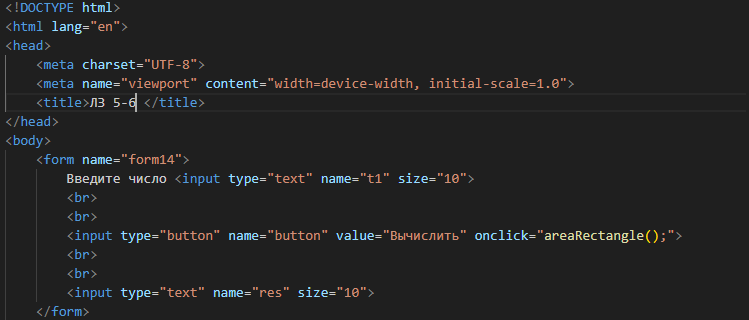 <!DOCTYPE html>
<html lang="en">
<head>
    <meta charset="UTF-8">
    <meta name="viewport" content="width=device-width, initial-scale=1.0">
    <title>ЛЗ 5-6 </title>
</head>
<body>
    <form name="form14">
        Введите число <input type="text" name="t1" size="10">
        <br>
        <br>
        <input type="button" name="button" value="Вычислить" onclick="areaRectangle();">
        <br>
        <br>
        <input type="text" name="res" size="10">
    </form>